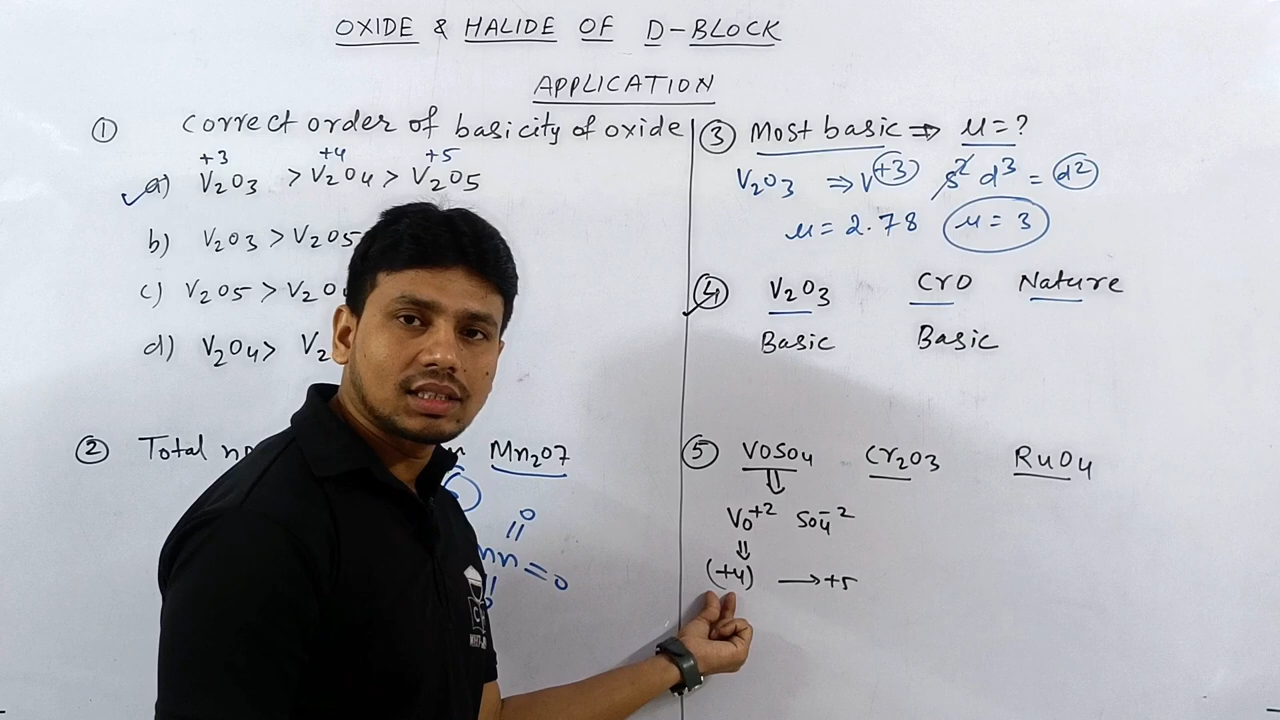 OXIDE & HALIDE OF D-BLOCK
APPLICATION
① Correct order of basicity of oxide
+3 +4 +5
a) V2O3 > V2O4 > V2O5
b) V2O3 > V2O5
c) V2O5 > V2O
d) V2O4 > V2
② Total Mn2O7
O
Mn = O
③ Most basic ⇒ μ = ?
V2O3 ⇒ V+3 s2 d3 = d2
μ = 2.78 μ = 3
④ V2O3 CrO Nature
Basic Basic
⑤ VOSO4 Cr2O3 RuO4
VO+2 SO4-2
(+4) → +5